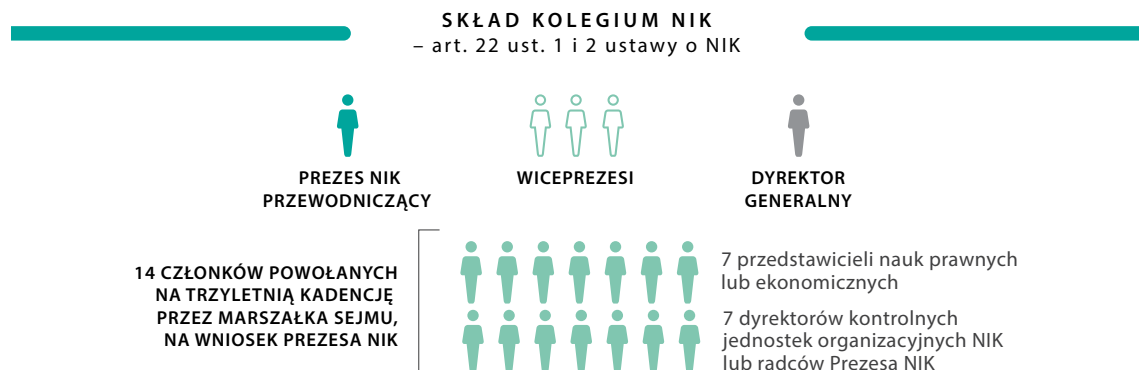 SKŁAD KOLEGIUM NIK
– art. 22 ust. 1 i 2 ustawy o NIK
PREZES NIK
PRZEWODNICZĄCY
WICEPREZESI
DYREKTOR
GENERALNY
14 CZŁONKÓW POWOŁANYCH
NA TRZYLETNIĄ KADENCJĘ
PRZEZ MARSZAŁKA SEJMU,
NA WNIOSEK PREZESA NIK
7 przedstawicieli nauk prawnych
lub ekonomicznych
7 dyrektorów kontrolnych
jednostek organizacyjnych NIK
lub radców Prezesa NIK